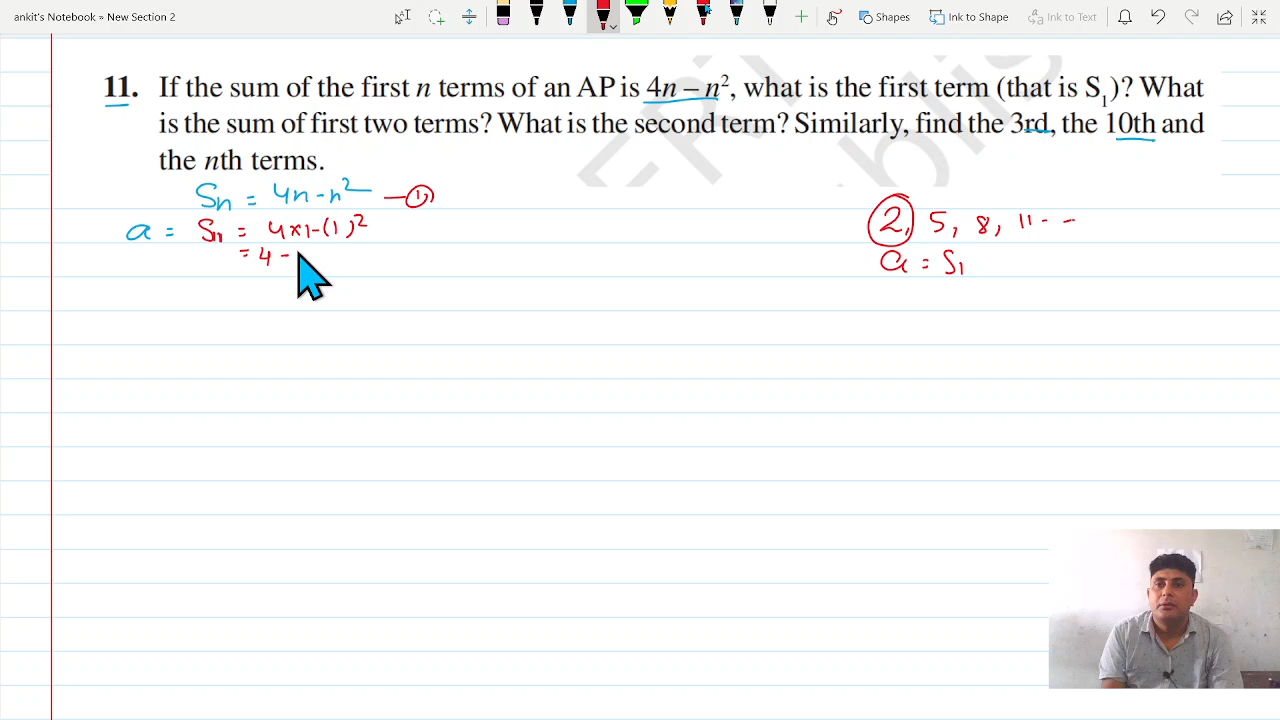 ankit's Notebook » New Section 2
Shapes
Ink to Shape
Ink to Text
11. If the sum of the first n terms of an AP is 4n – n², what is the first term (that is S₁)? What
is the sum of first two terms? What is the second term? Similarly, find the 3rd, the 10th and
the nth terms.
Sn = 4n-n² —(1)
a = S₁ = 4×1-(1)²
= 4 -
2, 5, 8, 11 - -
a = S₁